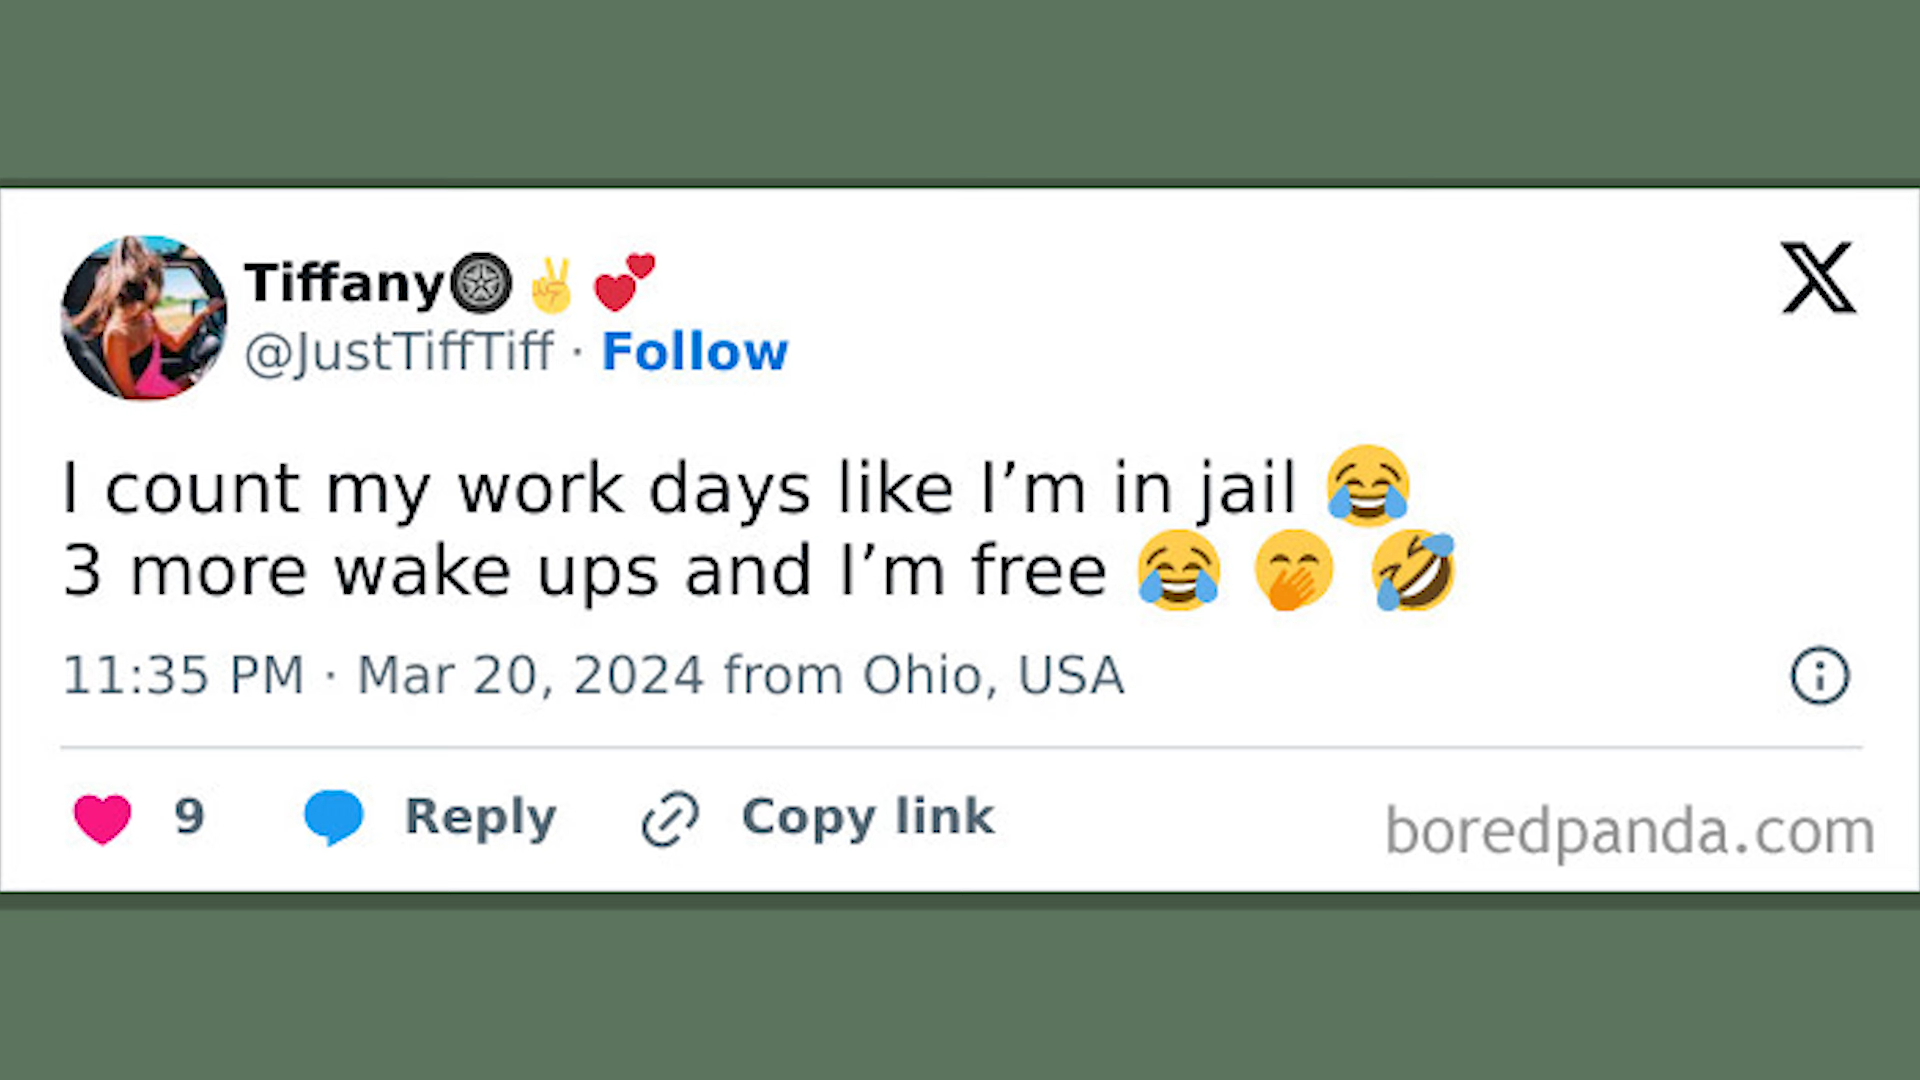 Tiffany🛞✌️💕
@JustTiffTiff · Follow
I count my work days like I’m in jail 😂
3 more wake ups and I’m free 😂 🤭 🤣
11:35 PM · Mar 20, 2024 from Ohio, USA
9 Reply Copy link
boredpanda.com